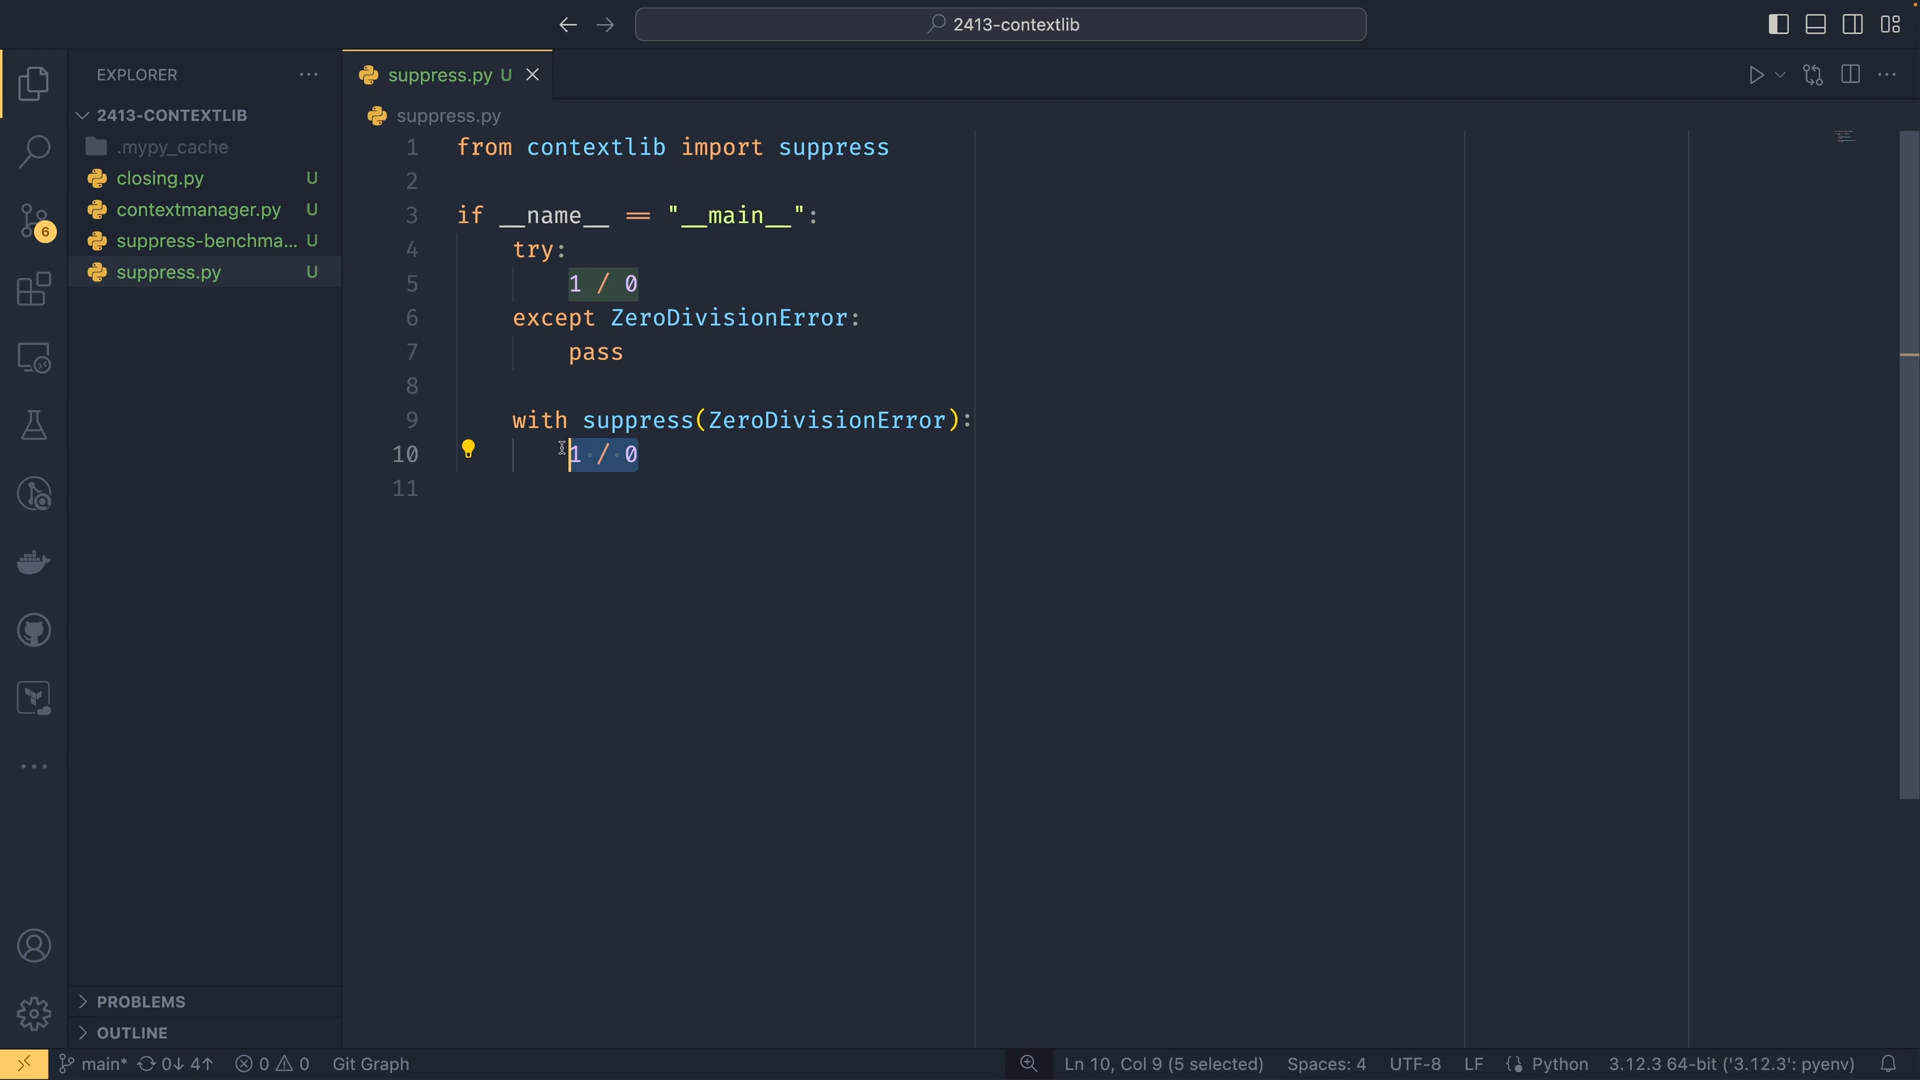 2413-contextlib
EXPLORER
suppress.py U
2413-CONTEXTLIB
.mypy_cache
closing.py U
contextmanager.py U
suppress-benchma... U
suppress.py U
suppress.py
1 from contextlib import suppress
2
3 if __name__ == "__main__":
4 try:
5 1 / 0
6 except ZeroDivisionError:
7 pass
8
9 with suppress(ZeroDivisionError):
10 1 / 0
11
6
PROBLEMS
OUTLINE
main* 0↓ 4↑ 0 0 Git Graph Ln 10, Col 9 (5 selected) Spaces: 4 UTF-8 LF Python 3.12.3 64-bit ('3.12.3': pyenv)